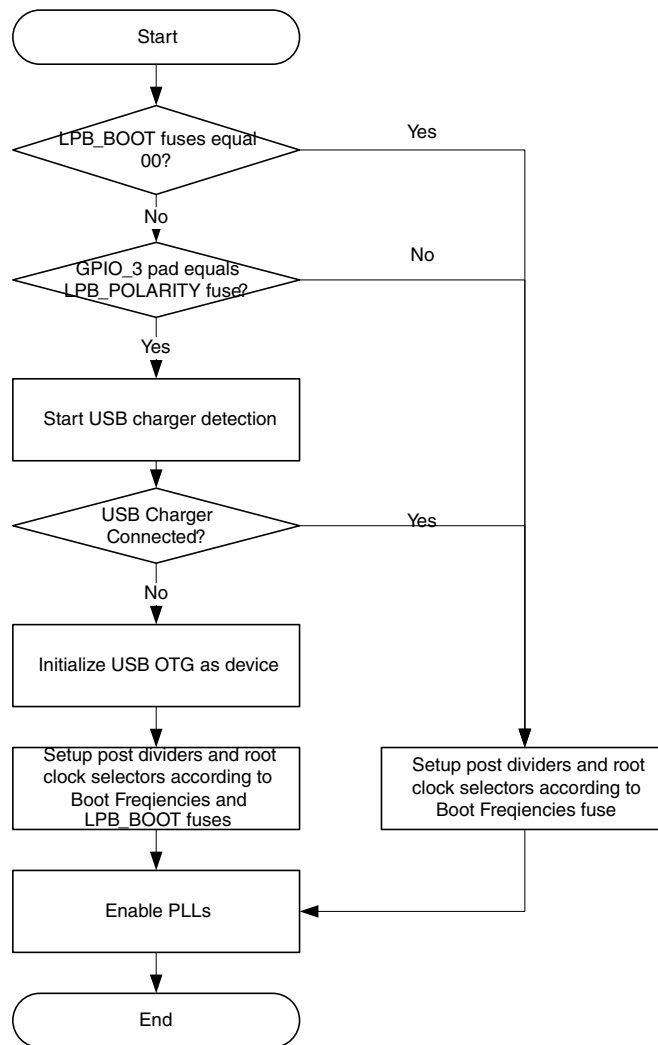 Start
LPB_BOOT fuses equal
00?
Yes
No
GPIO_3 pad equals
LPB_POLARITY fuse?
No
Yes
Start USB charger detection
USB Charger
Connected?
Yes
No
Initialize USB OTG as device
Setup post dividers and root
clock selectors according to
Boot Freqiencies and
LPB_BOOT fuses
Setup post dividers and root
clock selectors according to
Boot Freqiencies fuse
Enable PLLs
End